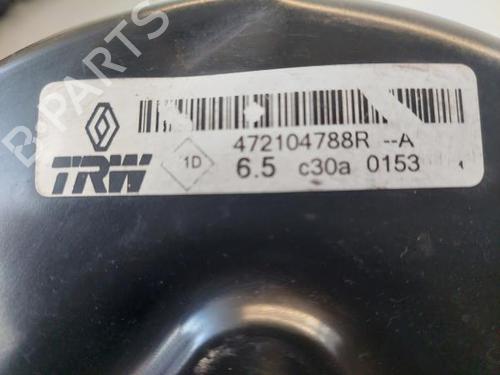 B-PARTS
472104788R --A
TRW
1D
6.5 c30a 0153